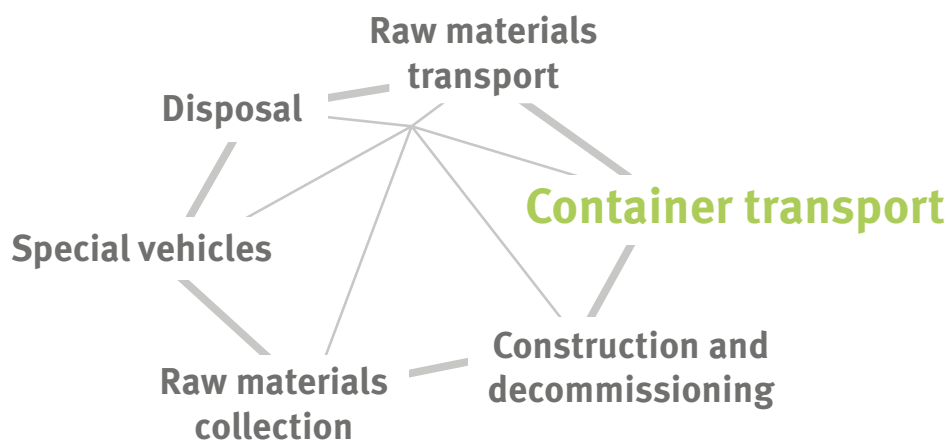 Raw materials
transport
Disposal
Container transport
Special vehicles
Construction and
decommissioning
Raw materials
collection